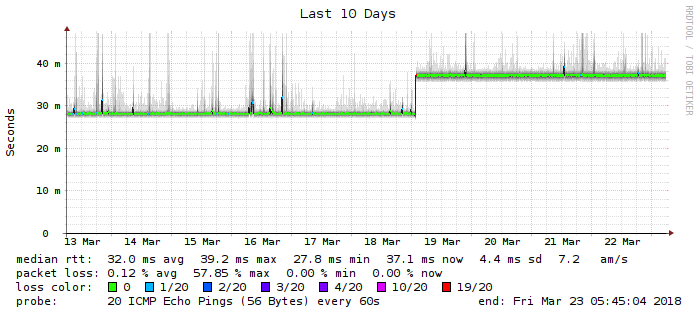 Last 10 Days
RRDTOOL / TOBI OETIKER
Seconds
40 m
30 m
20 m
10 m
0
13 Mar 14 Mar 15 Mar 16 Mar 17 Mar 18 Mar 19 Mar 20 Mar 21 Mar 22 Mar
median rtt: 32.0 ms avg 39.2 ms max 27.8 ms min 37.1 ms now 4.4 ms sd 7.2 am/s
packet loss: 0.12 % avg 57.85 % max 0.00 % min 0.00 % now
loss color: 0 1/20 2/20 3/20 4/20 10/20 19/20
probe: 20 ICMP Echo Pings (56 Bytes) every 60s end: Fri Mar 23 05:45:04 2018